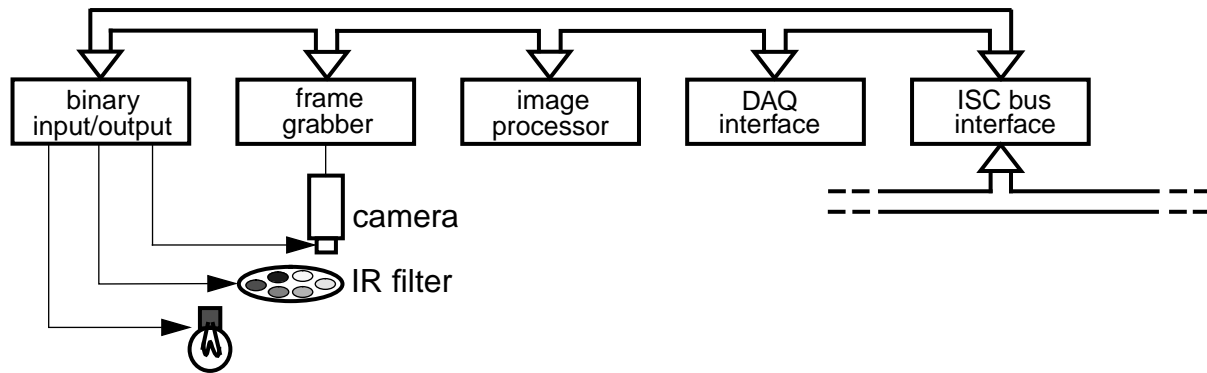 binary
input/output
frame
grabber
image
processor
DAQ
interface
ISC bus
interface
camera
IR filter